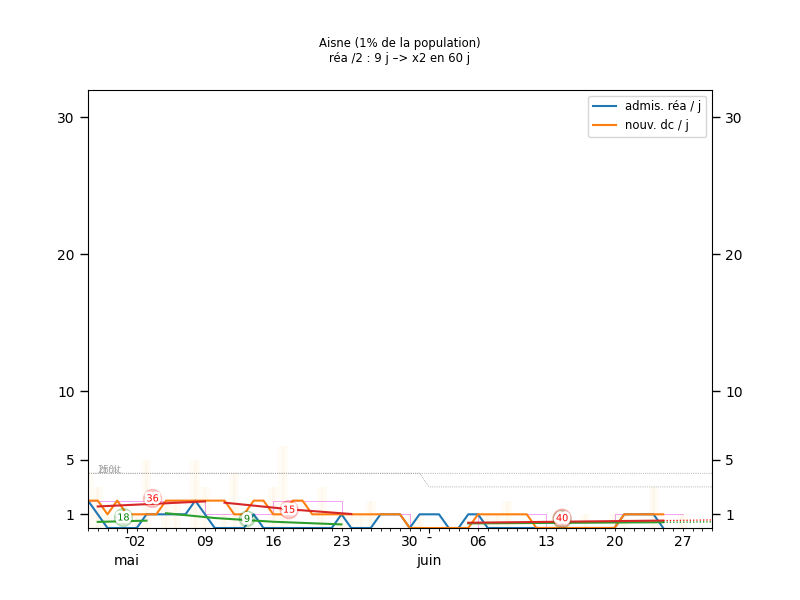 Aisne (1% de la population)
réa /2 : 9 j –> x2 en 60 j
admis. réa / j
nouv. dc / j
30 30
20 20
10 10
5 5
1 1
36
18
9
15
40
02 09 16 23 30 06 13 20 27
mai juin